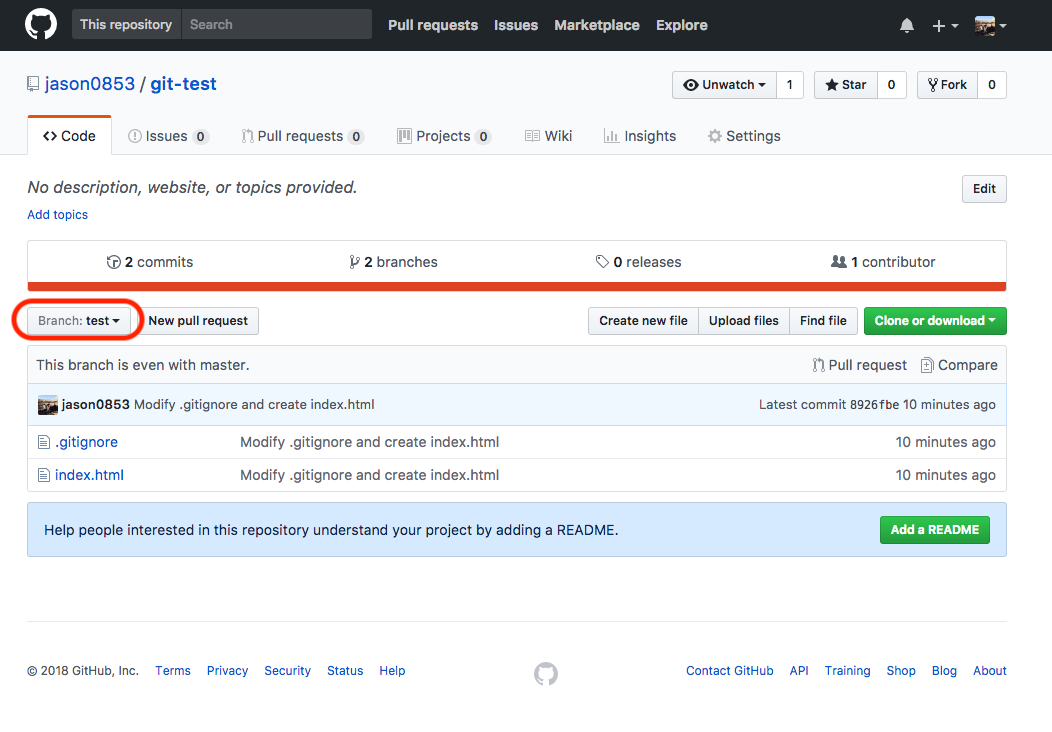 This repository Search Pull requests Issues Marketplace Explore
jason0853 / git-test Unwatch 1 Star 0 Fork 0
Code Issues 0 Pull requests 0 Projects 0 Wiki Insights Settings
No description, website, or topics provided. Edit
Add topics
2 commits 2 branches 0 releases 1 contributor
Branch: test New pull request Create new file Upload files Find file Clone or download
This branch is even with master. Pull request Compare
jason0853 Modify .gitignore and create index.html Latest commit 8926fbe 10 minutes ago
.gitignore Modify .gitignore and create index.html 10 minutes ago
index.html Modify .gitignore and create index.html 10 minutes ago
Help people interested in this repository understand your project by adding a README. Add a README
© 2018 GitHub, Inc. Terms Privacy Security Status Help Contact GitHub API Training Shop Blog About